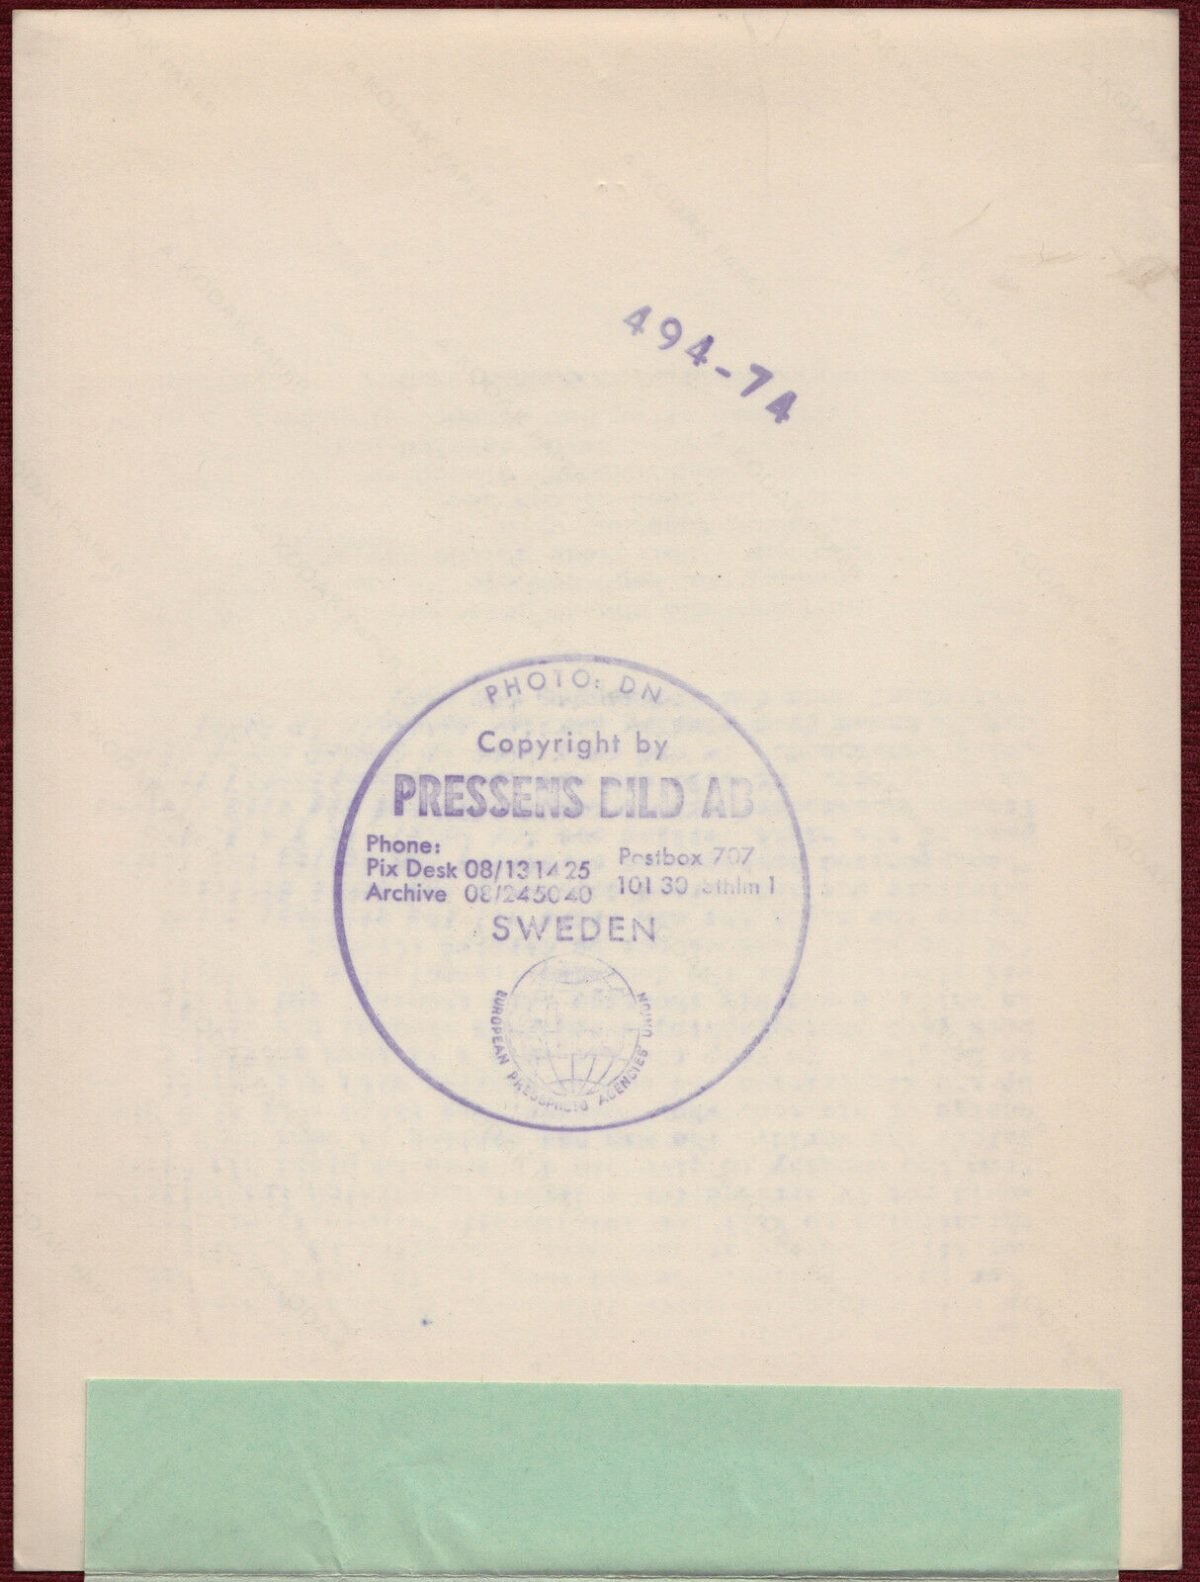 494-74
PHOTO: DN
Copyright by
PRESSENS BILD AB
Phone:
Pix Desk 08/131425
Archive 08/245040
Postbox 707
101 30 Sthlm 1
SWEDEN
EUROPEAN PRESSPHOTO AGENCIES' UNION